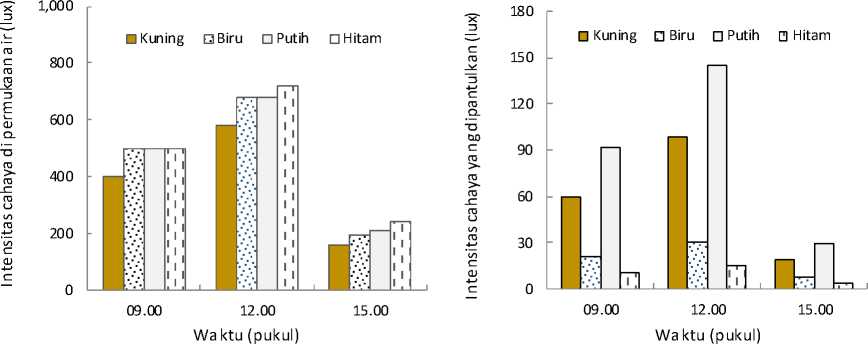 Intensitas cahaya di permukaan air (lux)
1,000
800
600
400
200
0
Kuning Biru Putih Hitam
09.00 12.00 15.00
Waktu (pukul)
Intensitas cahaya yang dipantulkan (lux)
180
150
120
90
60
30
0
Kuning Biru Putih Hitam
09.00 12.00 15.00
Waktu (pukul)